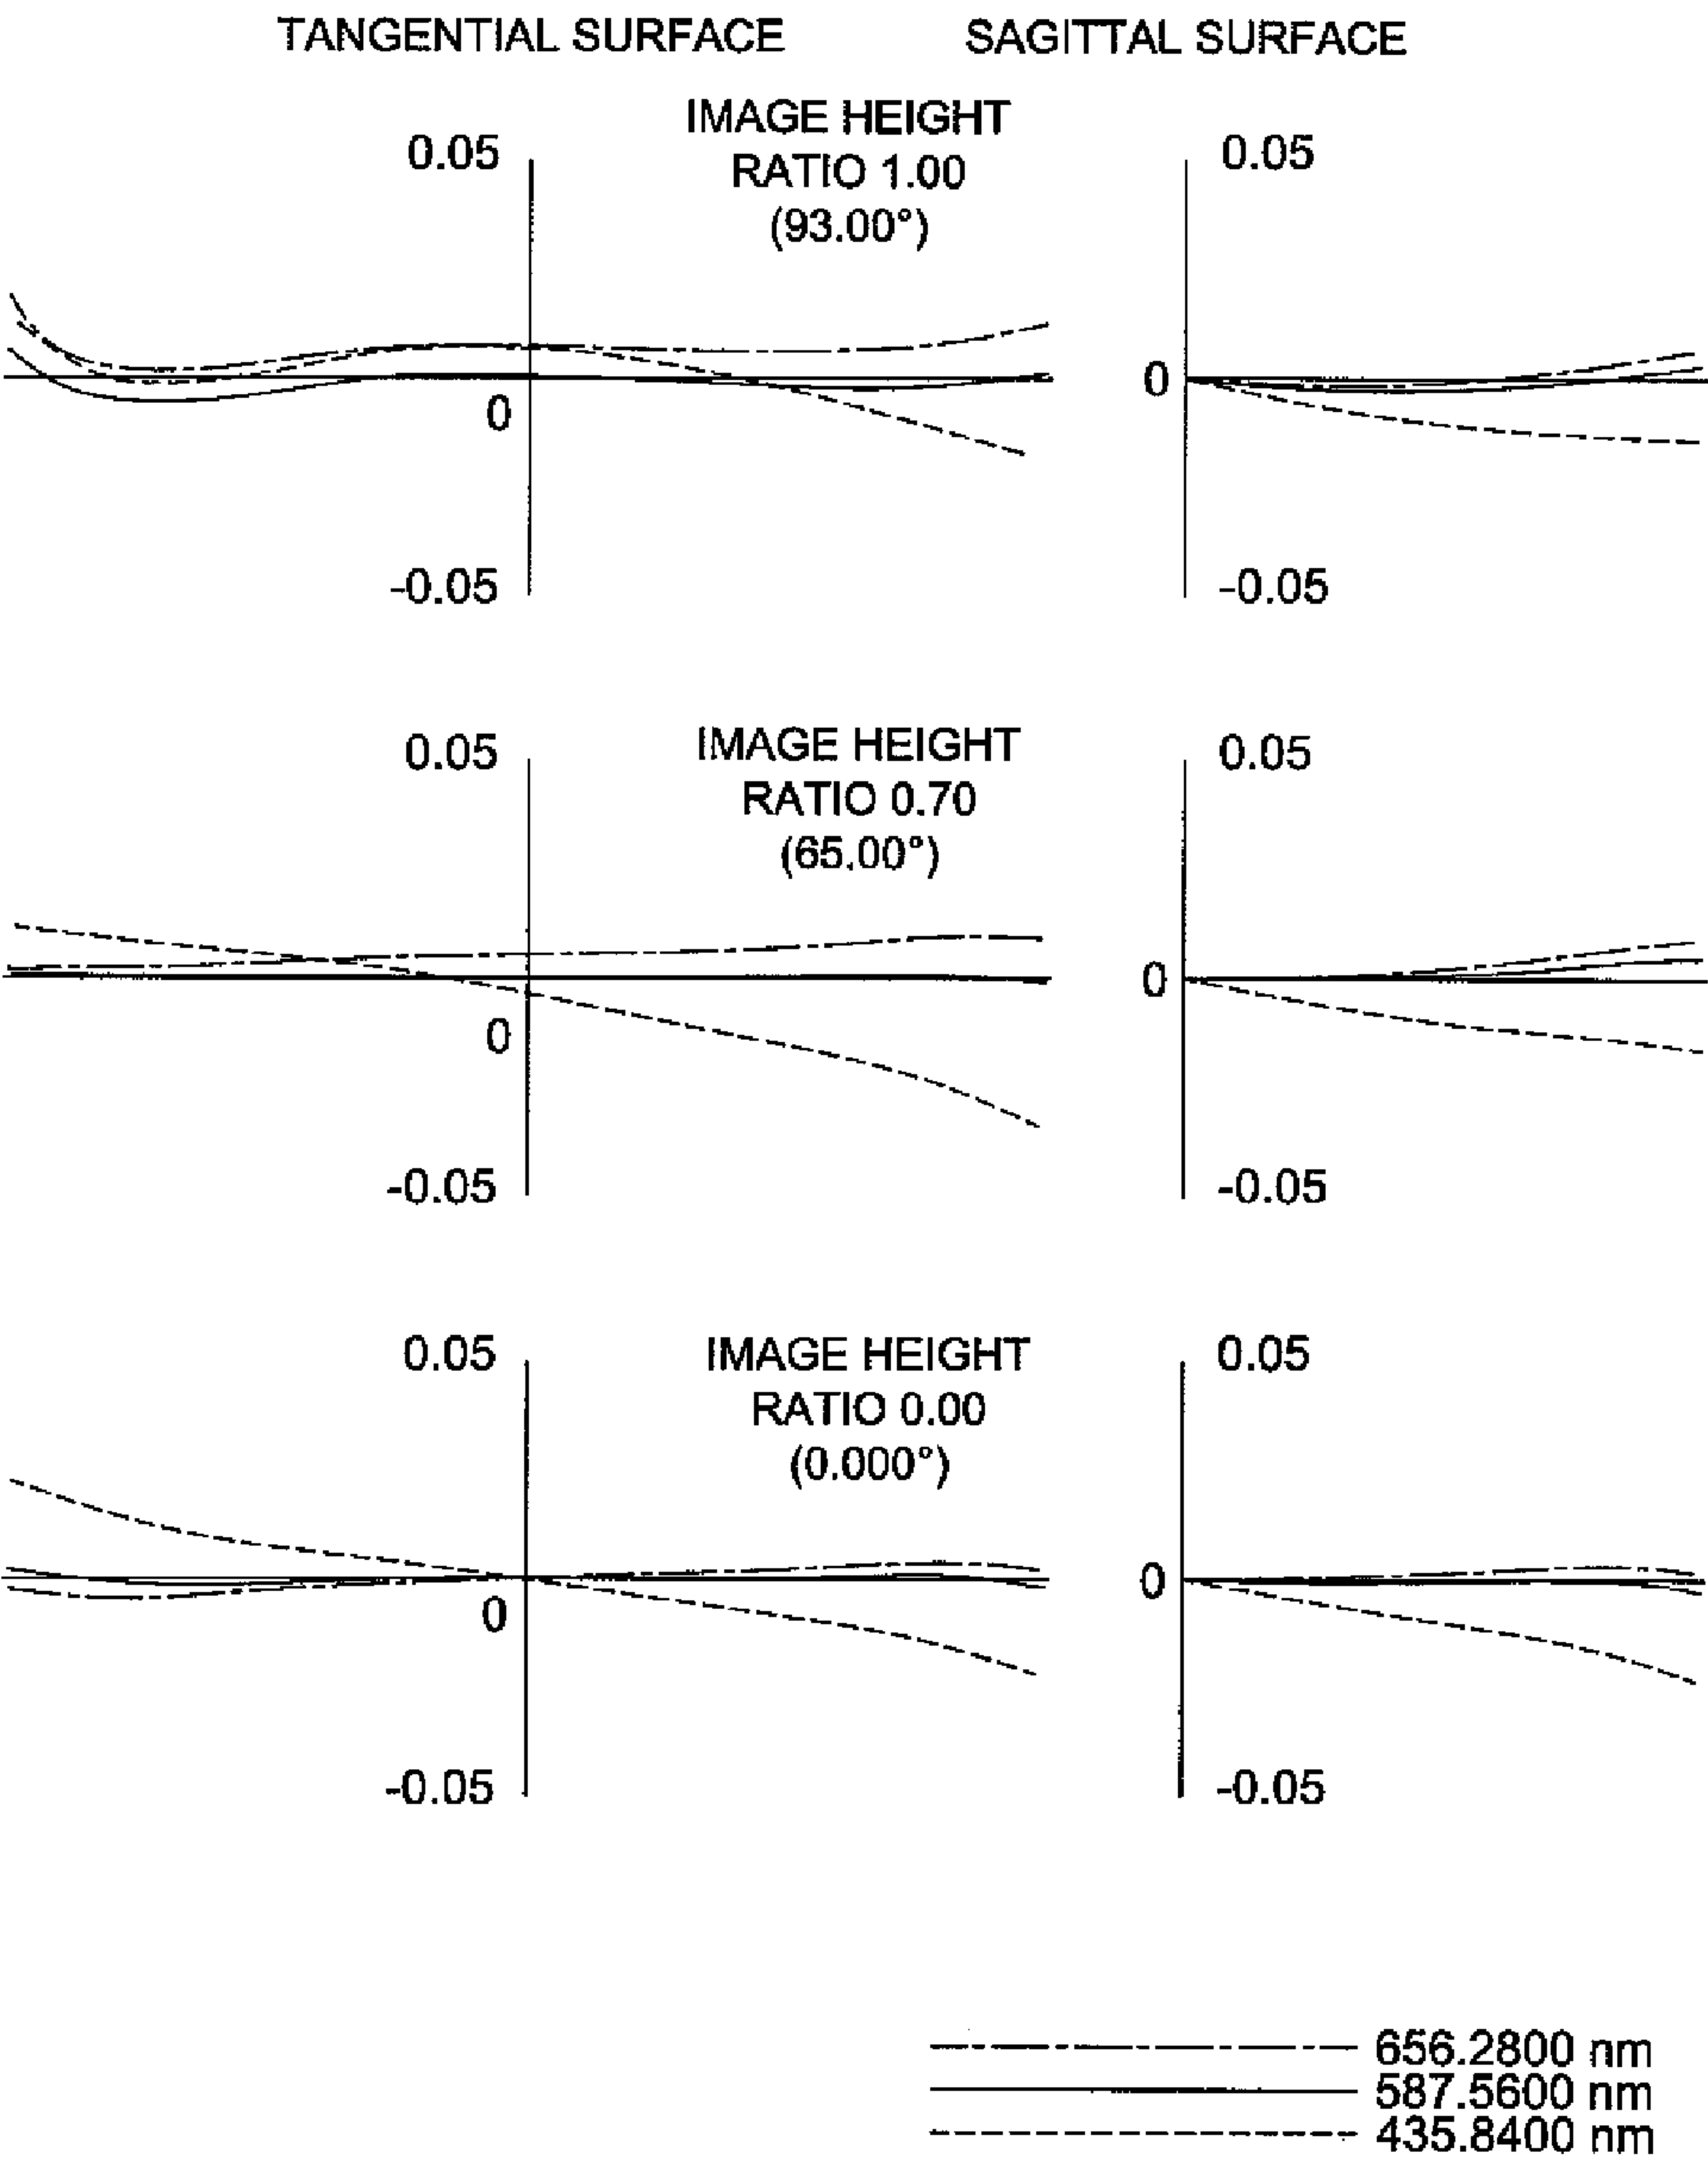 TANGENTIAL SURFACE
SAGITTAL SURFACE
IMAGE HEIGHT
RATIO 1.00
(93.00°)
0.05
0
-0.05
0.05
0
-0.05
IMAGE HEIGHT
RATIO 0.70
(65.00°)
0.05
0
-0.05
0.05
0
-0.05
IMAGE HEIGHT
RATIO 0.00
(0.000°)
0.05
0
-0.05
0.05
0
-0.05
656.2800 nm
587.5600 nm
435.8400 nm